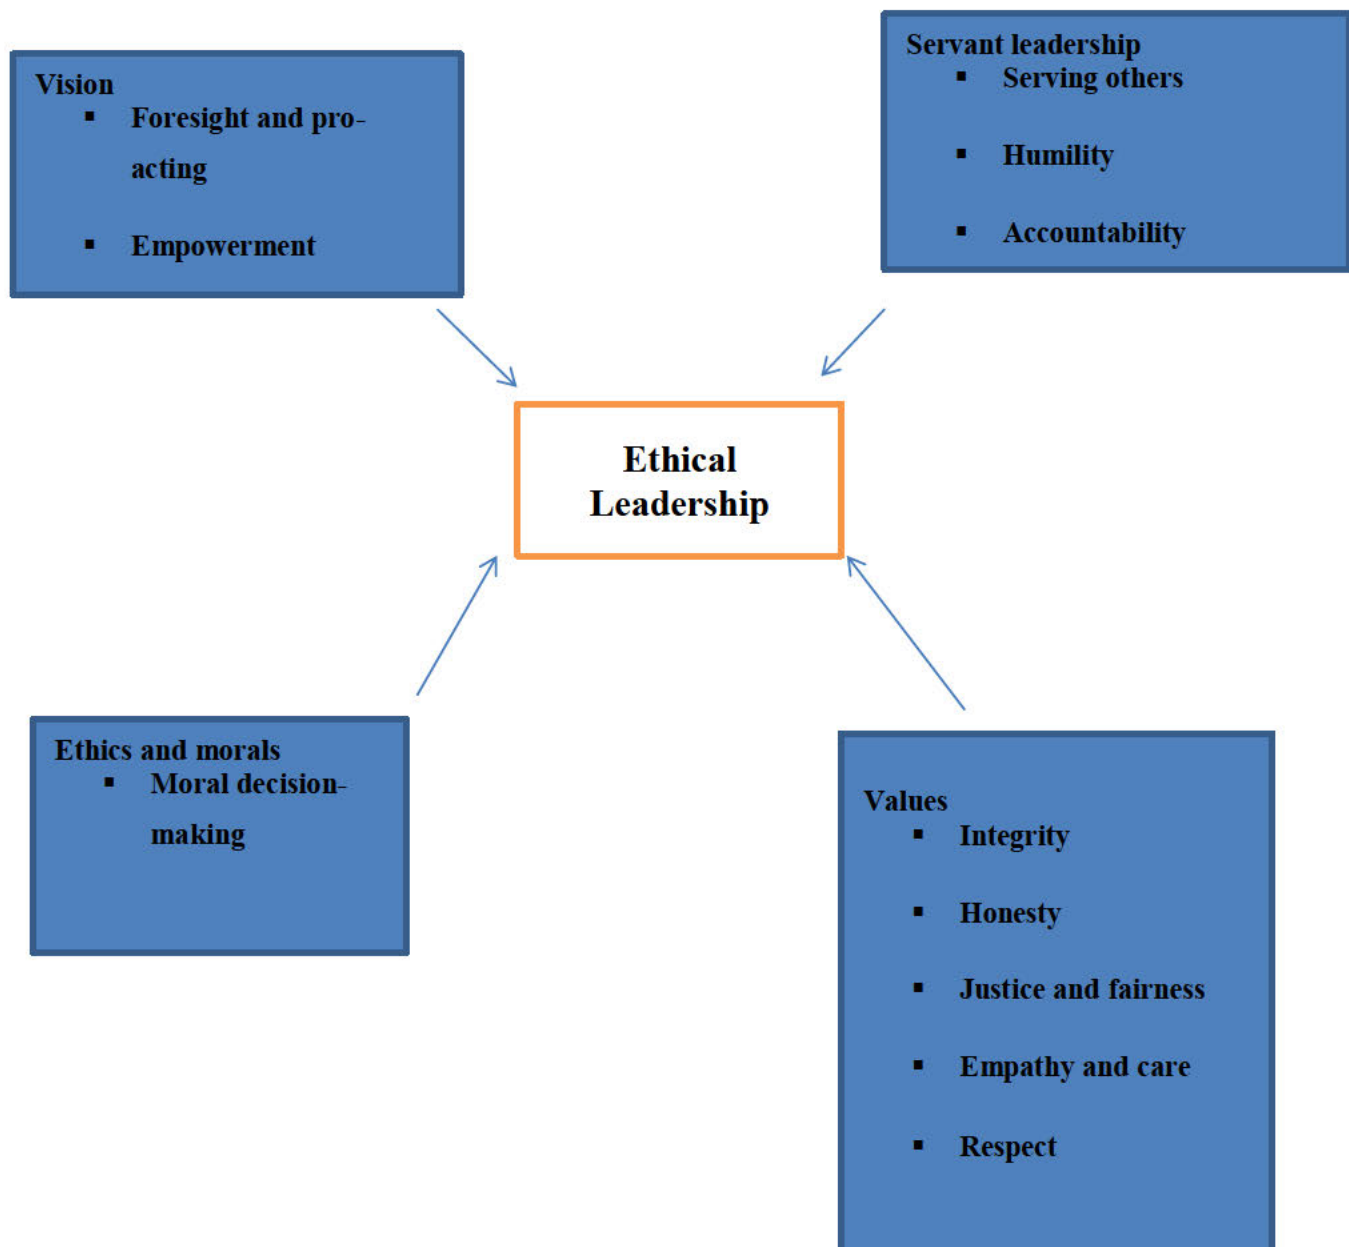 Vision
▪ Foresight and pro-
acting
▪ Empowerment
Servant leadership
▪ Serving others
▪ Humility
▪ Accountability
Ethical
Leadership
Ethics and morals
▪ Moral decision-
making
Values
▪ Integrity
▪ Honesty
▪ Justice and fairness
▪ Empathy and care
▪ Respect